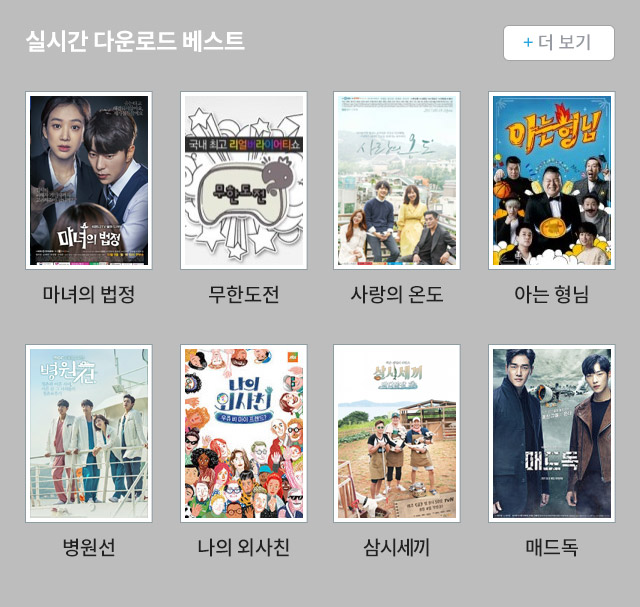 실시간 다운로드 베스트
+ 더 보기
마녀의 법정
국내 최고 리얼버라이어티쇼
무한도전
사랑의 온도
아는 형님
마녀의 법정
무한도전
사랑의 온도
아는 형님
병원선
나의
외사친
삼시세끼
매드독
병원선
나의 외사친
삼시세끼
매드독